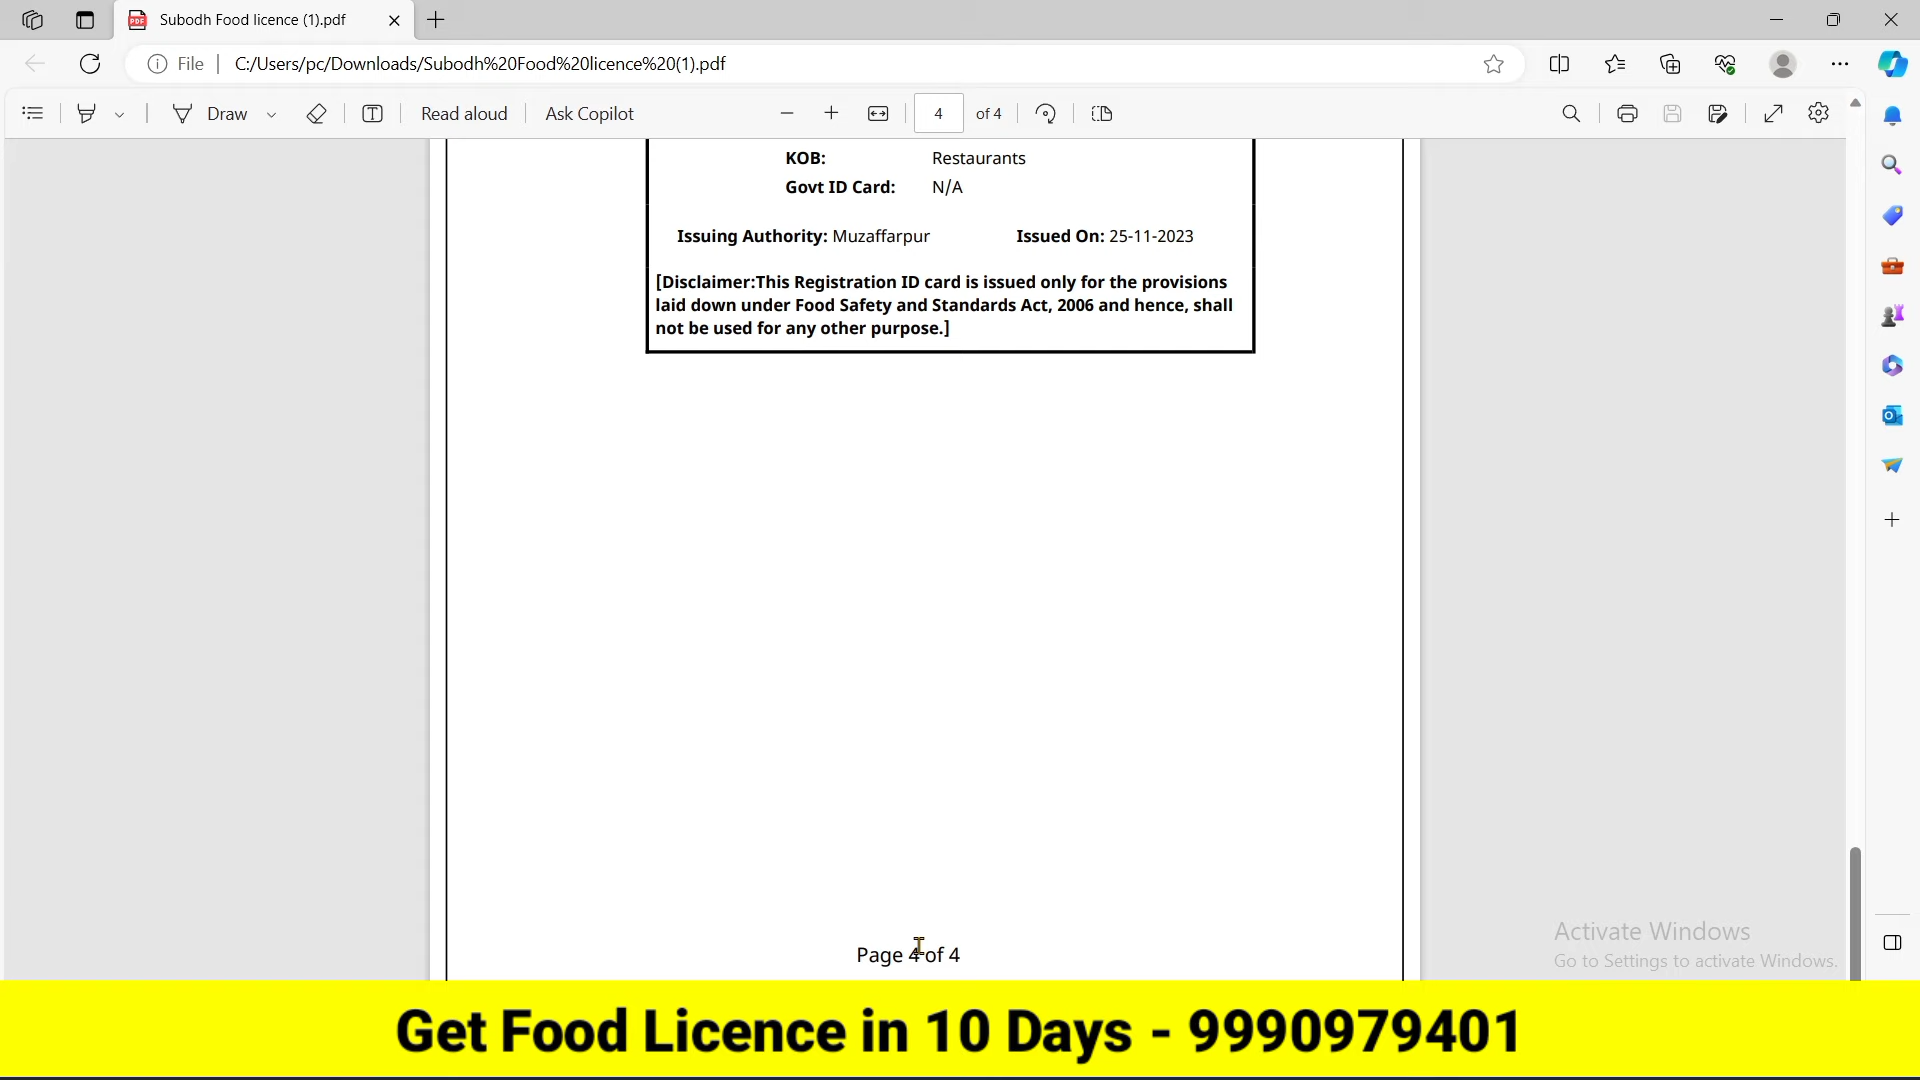 Subodh Food licence (1).pdf
File
C:/Users/pc/Downloads/Subodh%20Food%20licence%20(1).pdf
Draw
Read aloud
Ask Copilot
4 of 4
KOB: Restaurants
Govt ID Card: N/A
Issuing Authority: Muzaffarpur Issued On: 25-11-2023
[Disclaimer:This Registration ID card is issued only for the provisions
laid down under Food Safety and Standards Act, 2006 and hence, shall
not be used for any other purpose.]
Page 4 of 4
Activate Windows
Go to Settings to activate Windows.
Get Food Licence in 10 Days - 9990979401